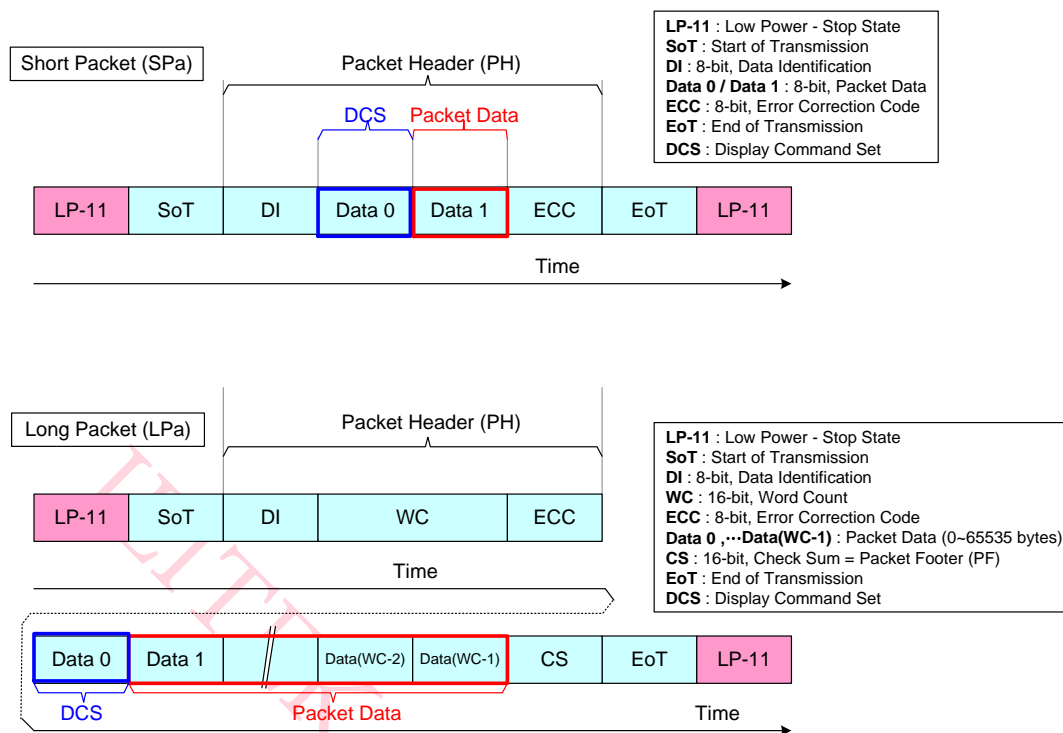 Short Packet (SPa)
Packet Header (PH)
DCS
Packet Data
LP-11
SoT
DI
Data 0
Data 1
ECC
EoT
LP-11
Time
LP-11 : Low Power - Stop State
SoT : Start of Transmission
DI : 8-bit, Data Identification
Data 0 / Data 1 : 8-bit, Packet Data
ECC : 8-bit, Error Correction Code
EoT : End of Transmission
DCS : Display Command Set
Long Packet (LPa)
Packet Header (PH)
LP-11
SoT
DI
WC
ECC
Time
Data 0
Data 1
Data(WC-2)
Data(WC-1)
CS
EoT
LP-11
DCS
Packet Data
Time
LP-11 : Low Power - Stop State
SoT : Start of Transmission
DI : 8-bit, Data Identification
WC : 16-bit, Word Count
ECC : 8-bit, Error Correction Code
Data 0 ,⋯Data(WC-1) : Packet Data (0~65535 bytes)
CS : 16-bit, Check Sum = Packet Footer (PF)
EoT : End of Transmission
DCS : Display Command Set